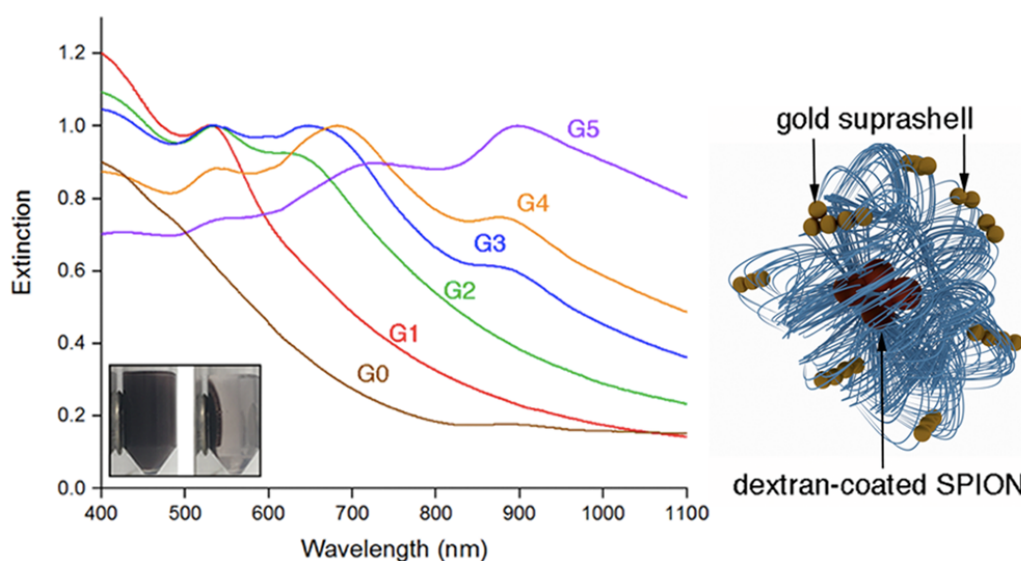 1.2
1.0
0.8
0.6
0.4
0.2
0.0
Extinction
400
500
600
700
800
900
1000
1100
Wavelength (nm)
G5
G4
G3
G2
G1
G0
gold suprashell
dextran-coated SPION